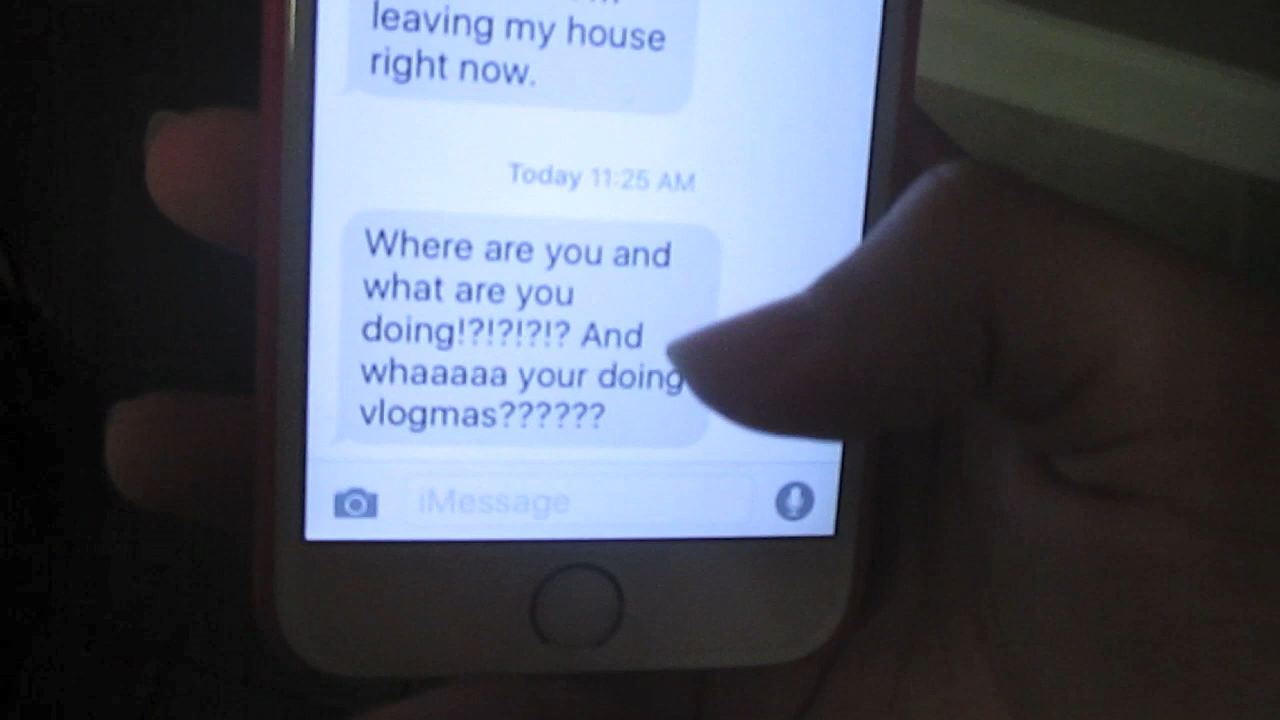 leaving my house
right now.
Today 11:25 AM
Where are you and
what are you
doing!?!?!?!? And
whaaaaa your doing
vlogmas??????
iMessage